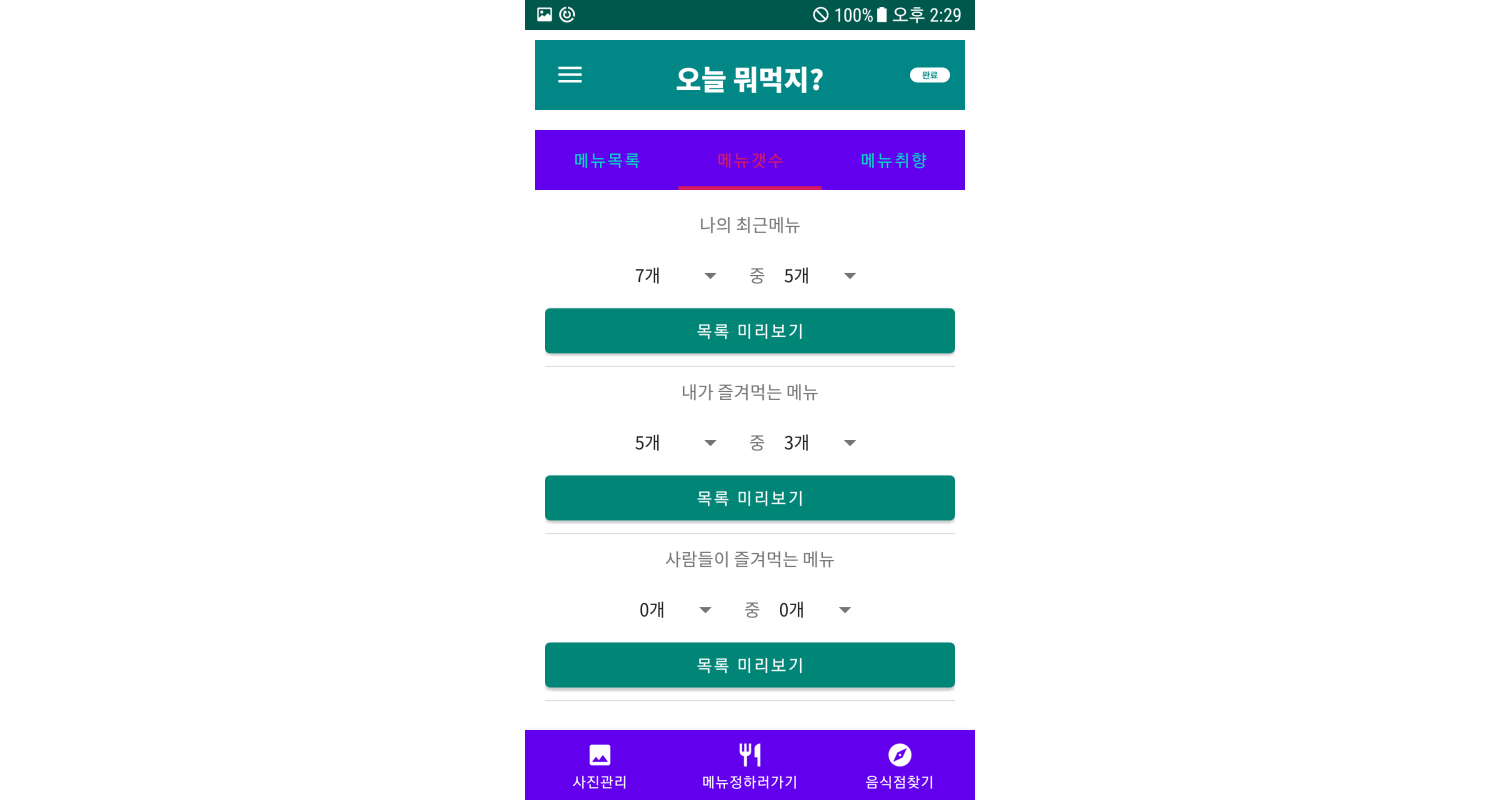 100% 오후 2:29
오늘 뭐먹지?
완료
메뉴목록 메뉴갯수 메뉴취향
나의 최근메뉴
7개 중 5개
목록 미리보기
내가 즐겨먹는 메뉴
5개 중 3개
목록 미리보기
사람들이 즐겨먹는 메뉴
0개 중 0개
목록 미리보기
사진관리 메뉴정하러가기 음식점찾기